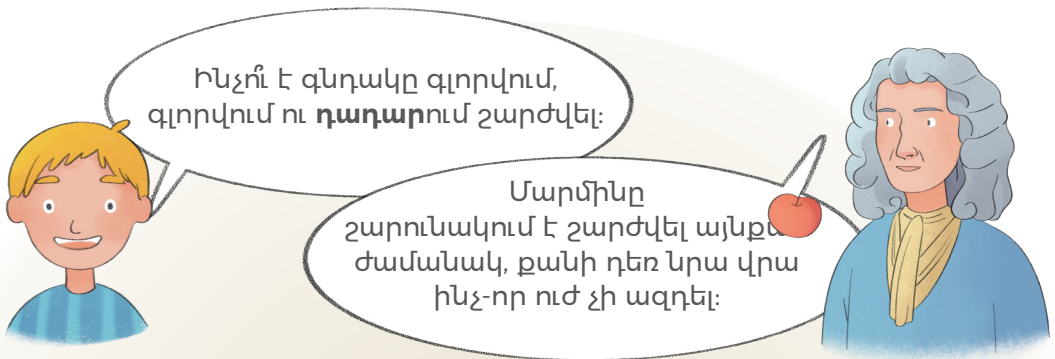 Ինչո՞ւ է գնդակը գլորվում,
գլորվում ու դադարում շարժվել։
Մարմինը
շարունակում է շարժվել
ժամանակ, քանի դեռ նրա վրա
ինչ-որ ուժ չի ազդել։